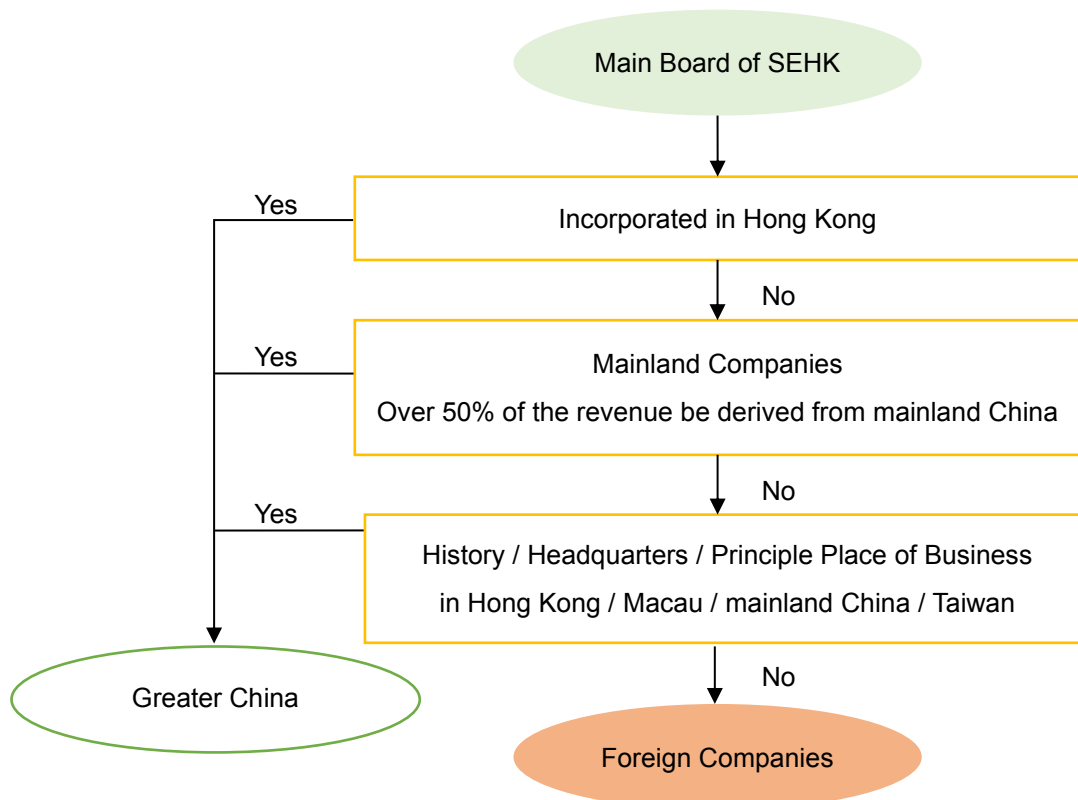 Main Board of SEHK
Yes
Incorporated in Hong Kong
No
Yes
Mainland Companies
Over 50% of the revenue be derived from mainland China
No
Yes
History / Headquarters / Principle Place of Business
in Hong Kong / Macau / mainland China / Taiwan
No
Greater China
Foreign Companies